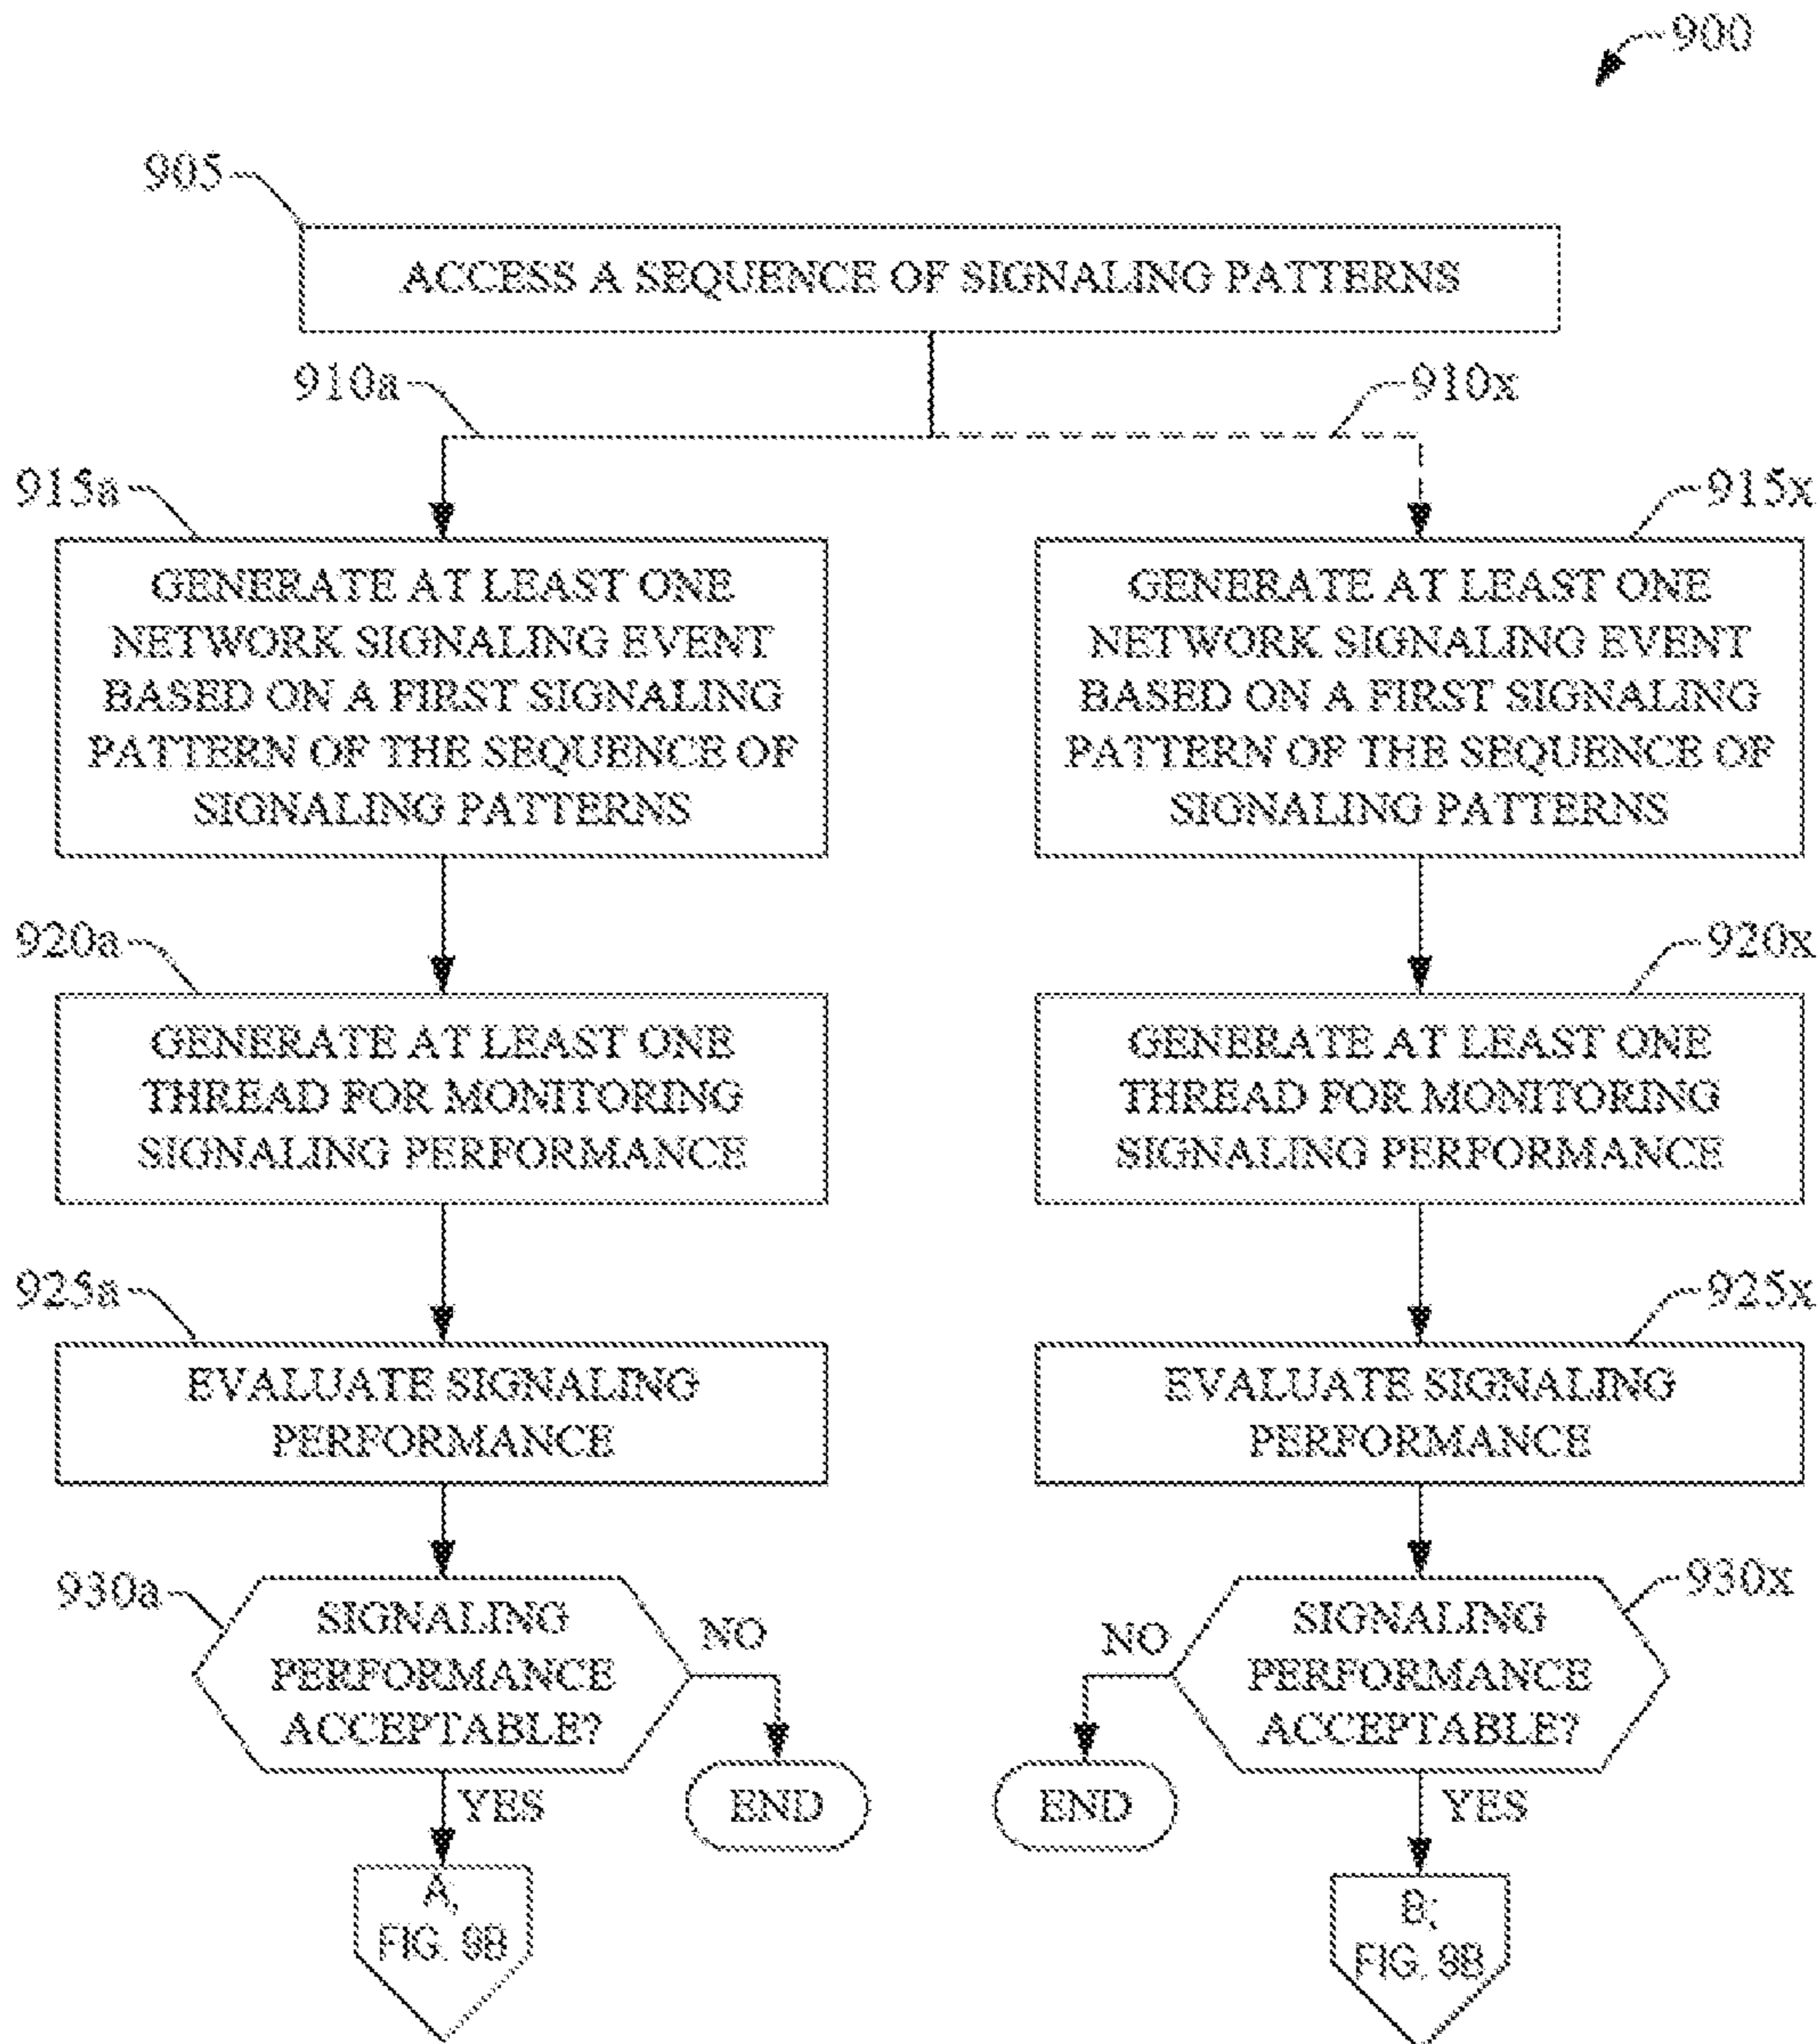 900
905
ACCESS A SEQUENCE OF SIGNALING PATTERNS
910a
910x
915a
915x
GENERATE AT LEAST ONE
NETWORK SIGNALING EVENT
BASED ON A FIRST SIGNALING
PATTERN OF THE SEQUENCE OF
SIGNALING PATTERNS
GENERATE AT LEAST ONE
NETWORK SIGNALING EVENT
BASED ON A FIRST SIGNALING
PATTERN OF THE SEQUENCE OF
SIGNALING PATTERNS
920a
920x
GENERATE AT LEAST ONE
THREAD FOR MONITORING
SIGNALING PERFORMANCE
GENERATE AT LEAST ONE
THREAD FOR MONITORING
SIGNALING PERFORMANCE
925a
925x
EVALUATE SIGNALING
PERFORMANCE
EVALUATE SIGNALING
PERFORMANCE
930a
930x
SIGNALING
PERFORMANCE
ACCEPTABLE?
NO
NO
SIGNALING
PERFORMANCE
ACCEPTABLE?
YES
END
END
YES
A,
FIG. 9B
B;
FIG. 9B